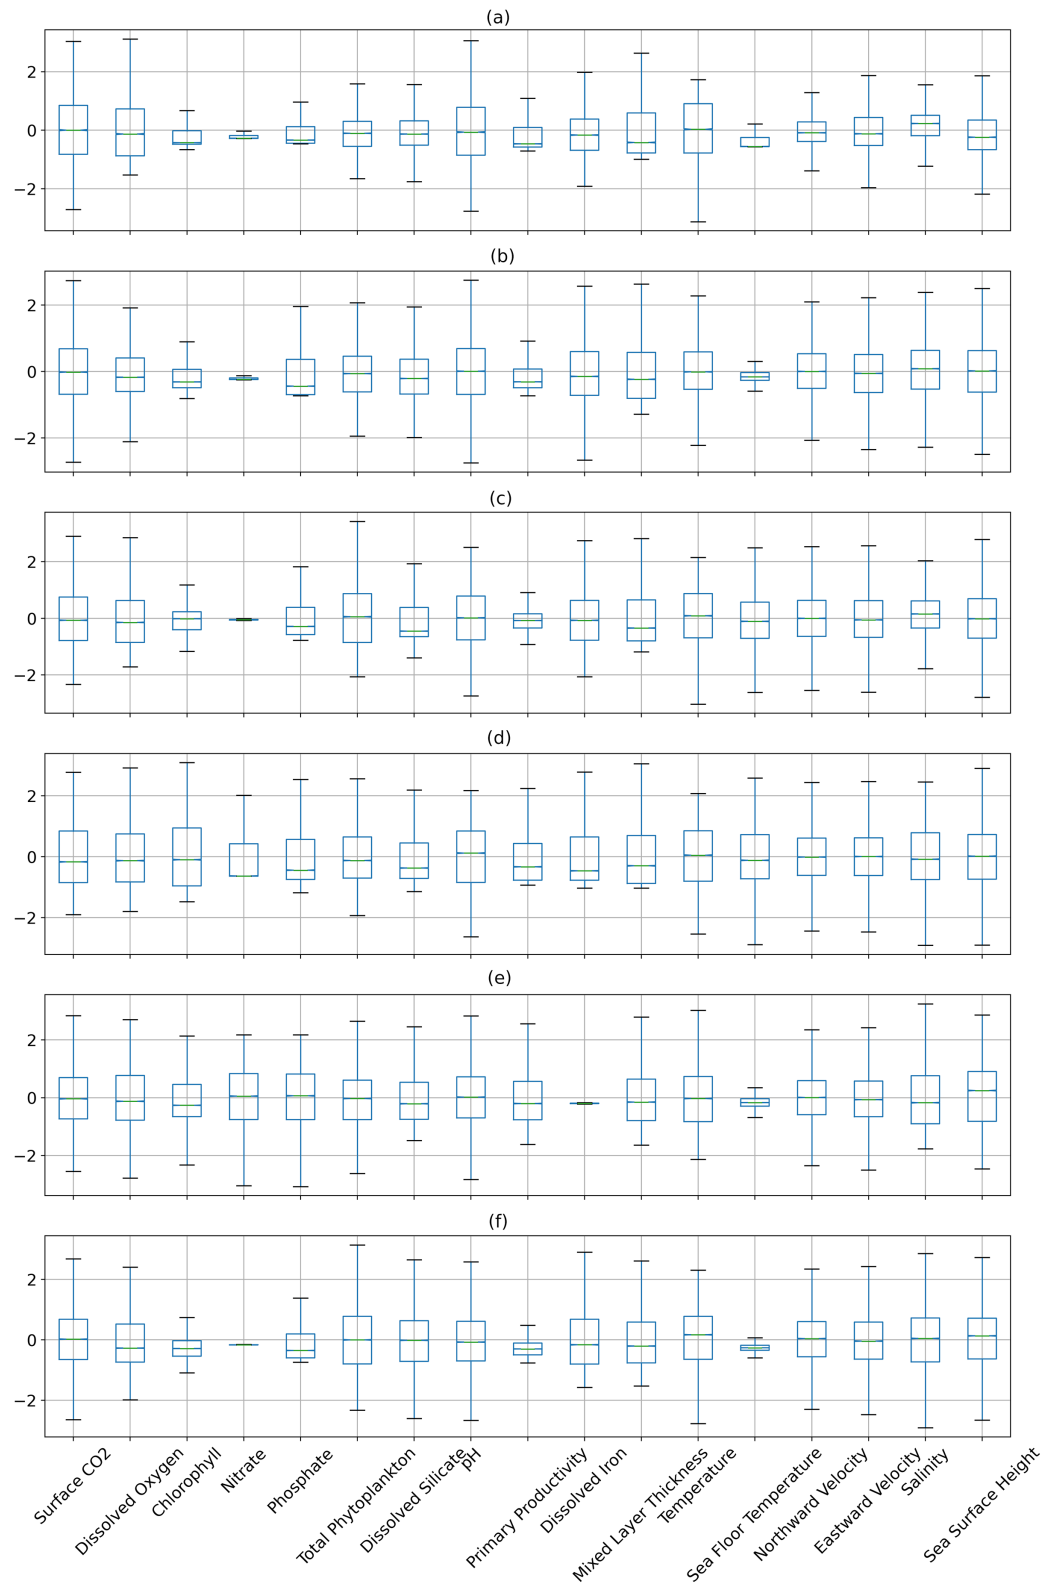 (a)
2
0
−2
(b)
2
0
−2
(c)
2
0
−2
(d)
2
0
−2
(e)
2
0
−2
(f)
2
0
−2
Surface CO2
Dissolved Oxygen
Chlorophyll
Nitrate
Phosphate
Total Phytoplankton
Dissolved Silicate
pH
Primary Productivity
Dissolved Iron
Mixed Layer Thickness
Temperature
Sea Floor Temperature
Northward Velocity
Eastward Velocity
Salinity
Sea Surface Height